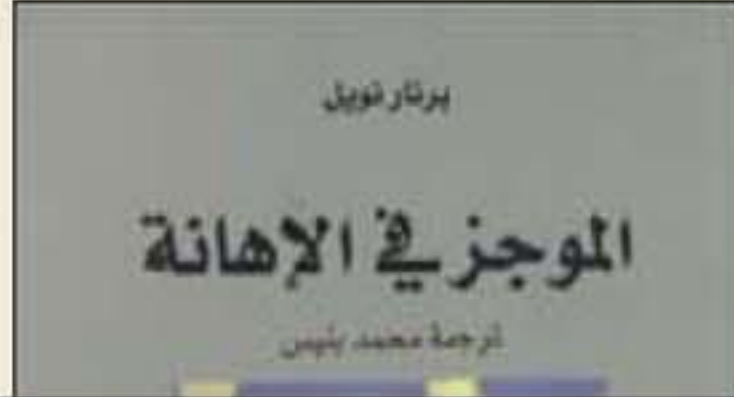 برنار نويل
الموجز في الإهانة
ترجمة محمد بنيس